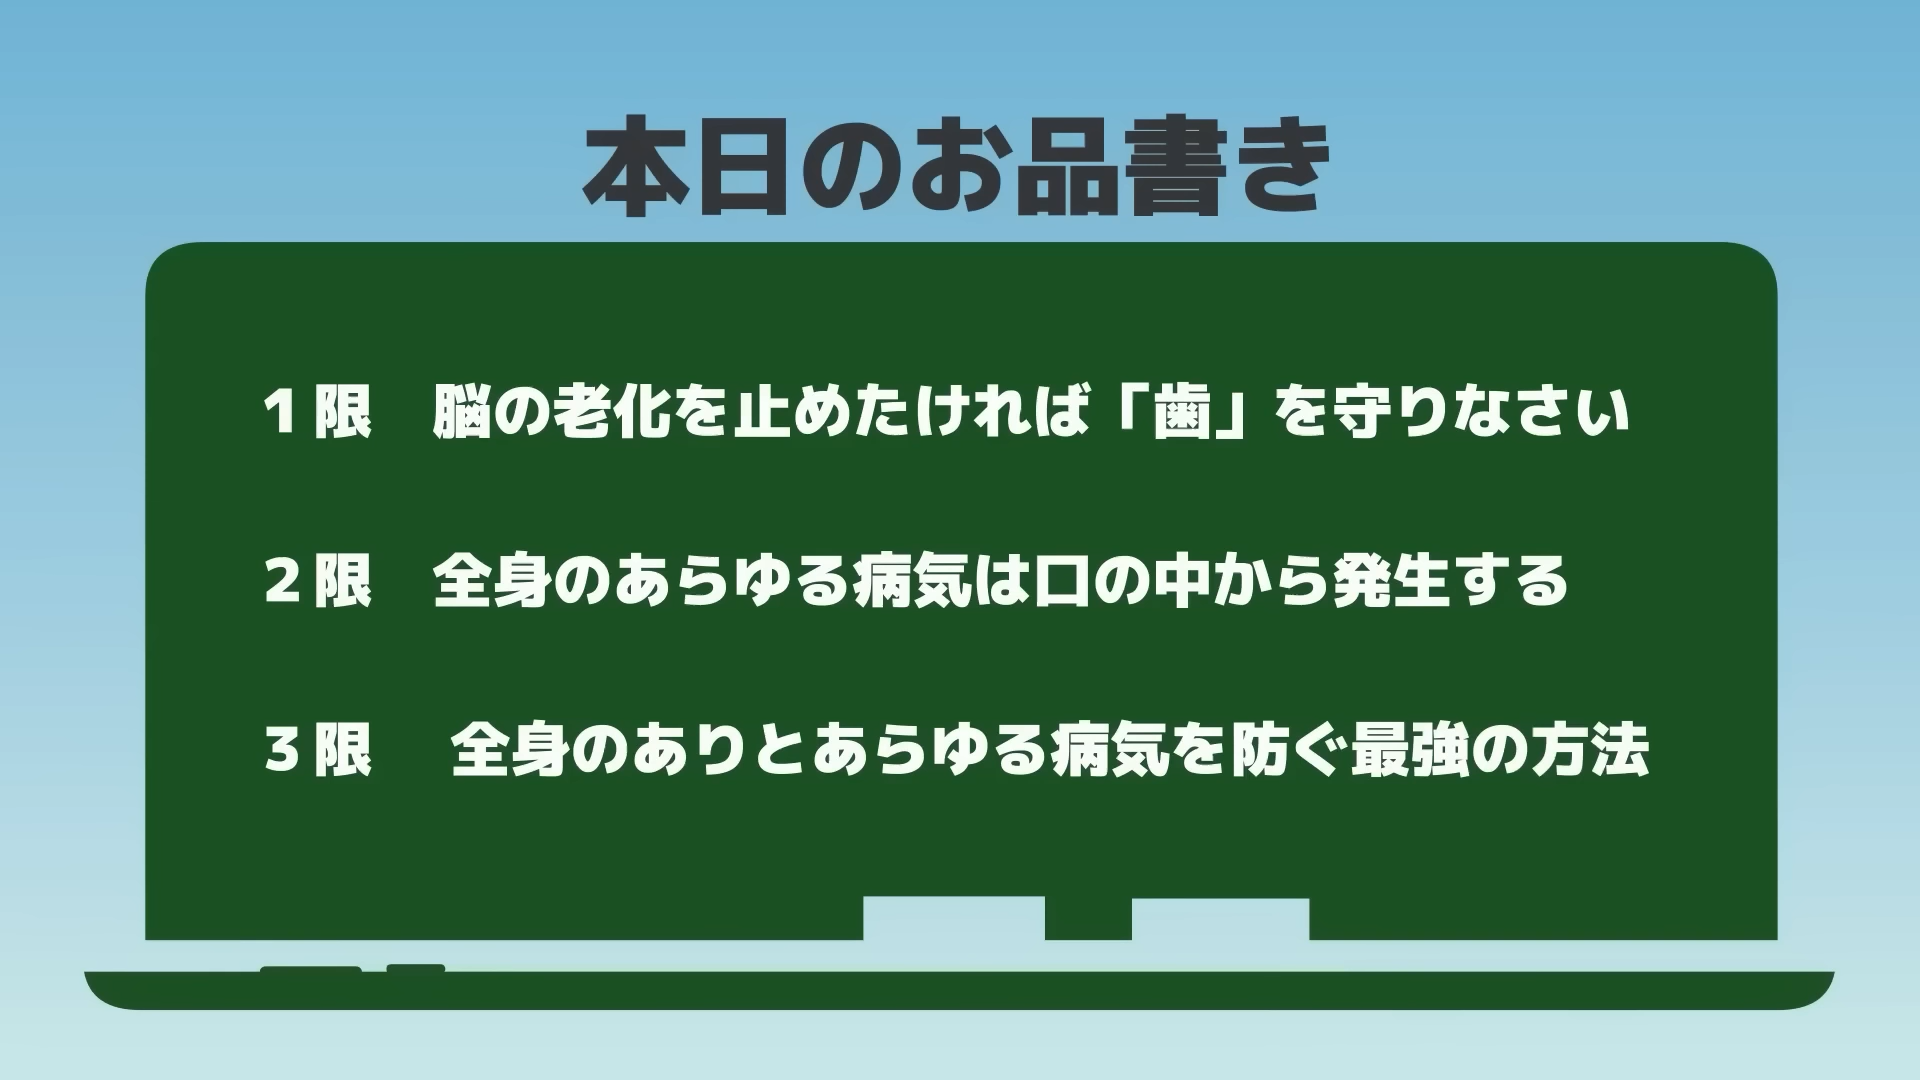 本日のお品書き
１限　脳の老化を止めたければ「歯」を守りなさい
２限　全身のあらゆる病気は口の中から発生する
３限　全身のありとあらゆる病気を防ぐ最強の方法